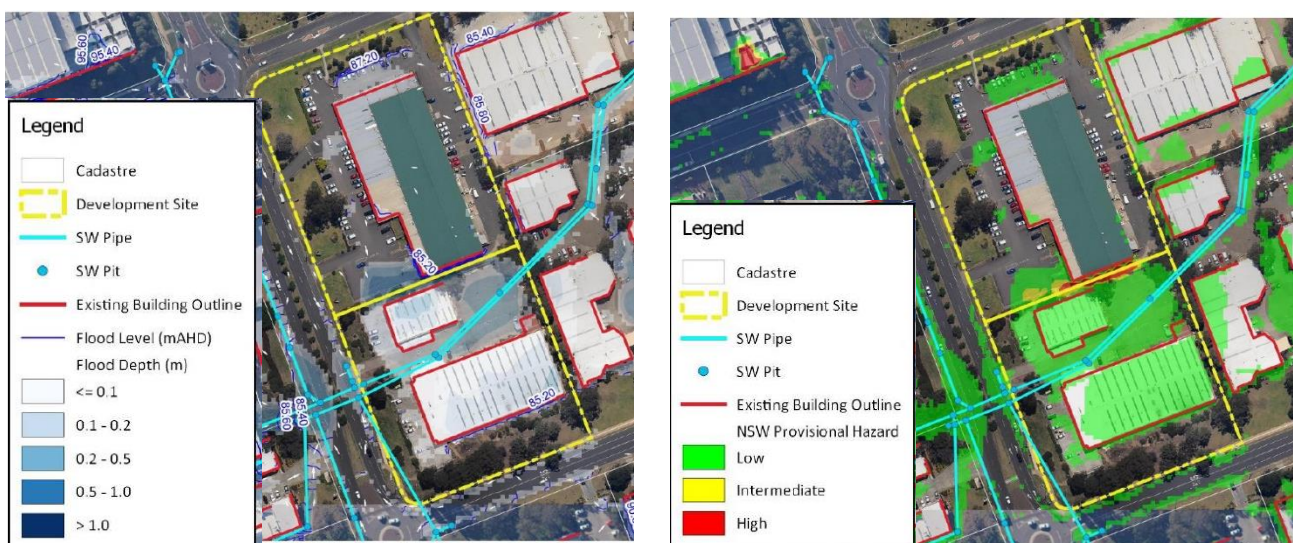 95.60
95.40
87.20
85.40
85.80
85.20
85.20
85.40
85.60
Legend
Cadastre
Development Site
SW Pipe
SW Pit
Existing Building Outline
Flood Level (mAHD)
Flood Depth (m)
<= 0.1
0.1 - 0.2
0.2 - 0.5
0.5 - 1.0
> 1.0
Legend
Cadastre
Development Site
SW Pipe
SW Pit
Existing Building Outline
NSW Provisional Hazard
Low
Intermediate
High